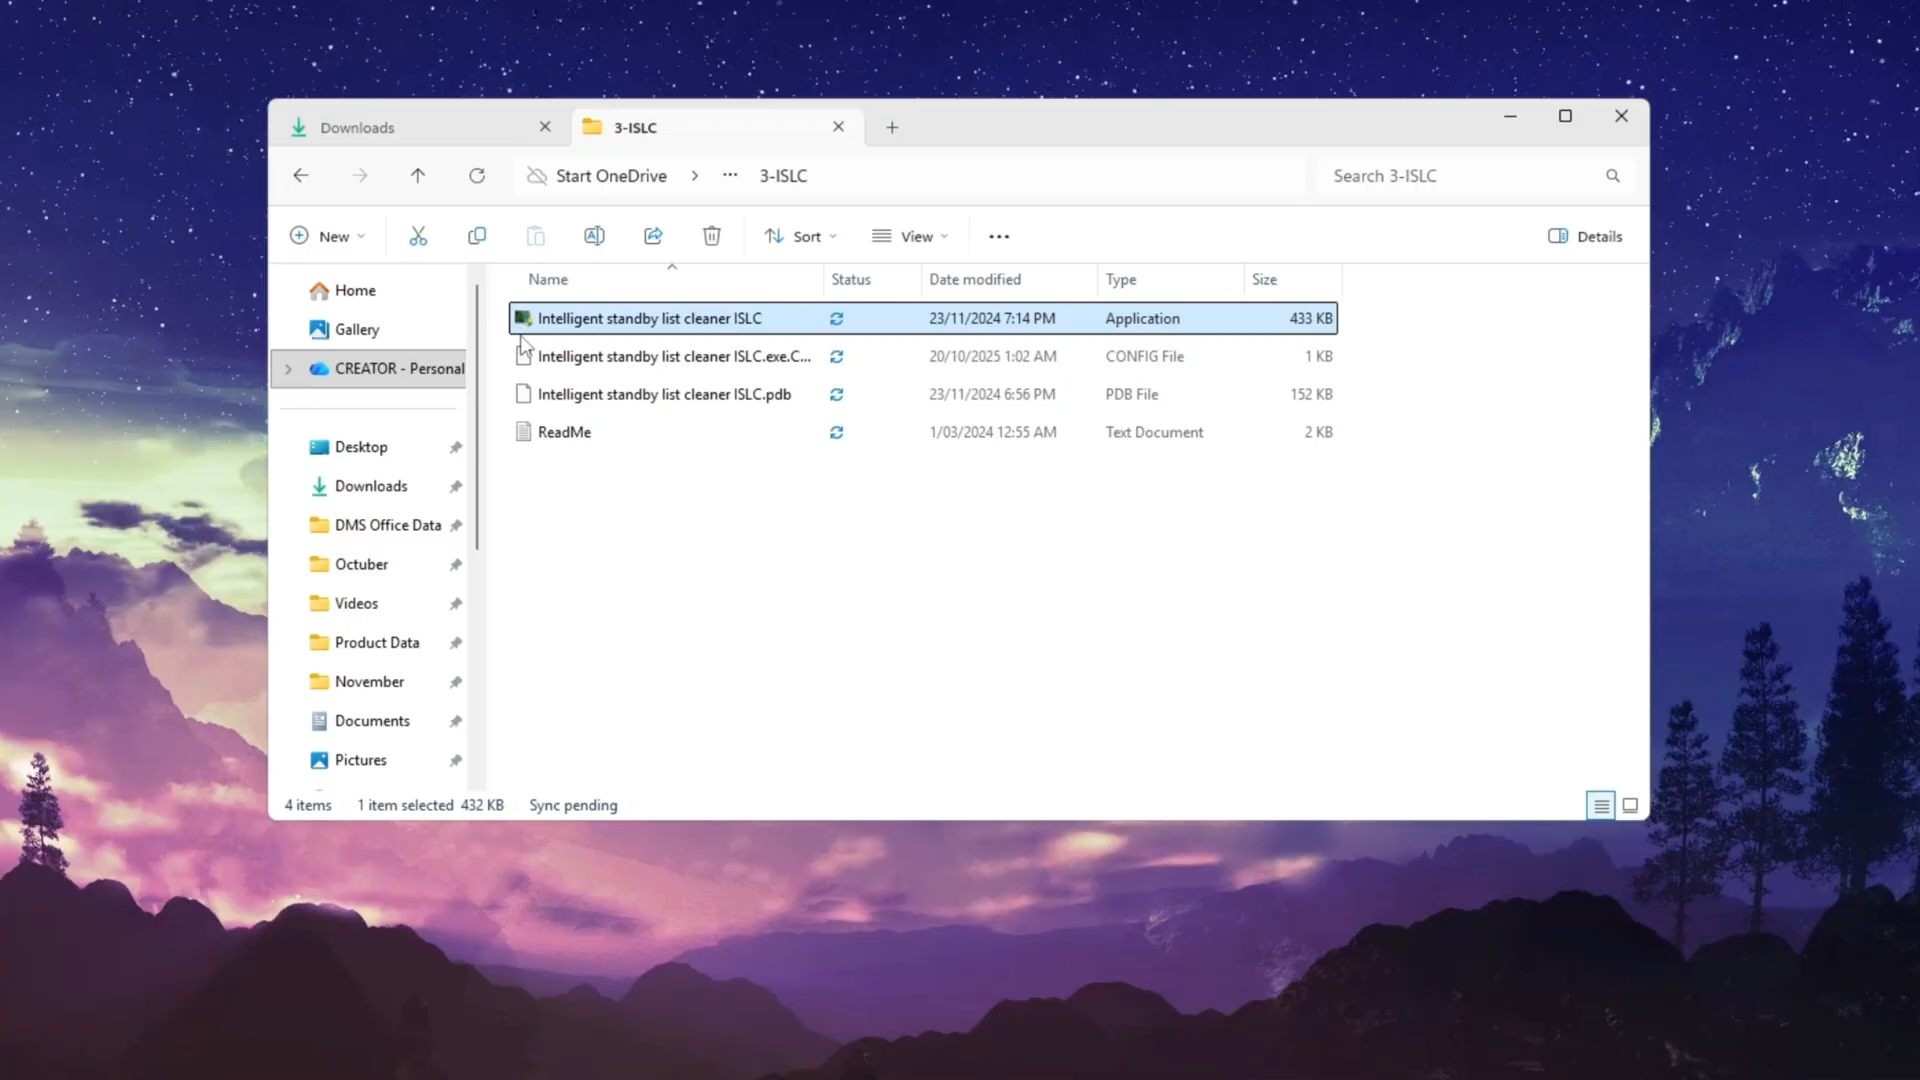 Downloads
3-ISLC
Start OneDrive
3-ISLC
Search 3-ISLC
New
Sort
View
Details
Name
Status
Date modified
Type
Size
Intelligent standby list cleaner ISLC 23/11/2024 7:14 PM Application 433 KB
Intelligent standby list cleaner ISLC.exe.C... 20/10/2025 1:02 AM CONFIG File 1 KB
Intelligent standby list cleaner ISLC.pdb 23/11/2024 6:56 PM PDB File 152 KB
ReadMe 1/03/2024 12:55 AM Text Document 2 KB
Home
Gallery
CREATOR - Personal
Desktop
Downloads
DMS Office Data
Octuber
Videos
Product Data
November
Documents
Pictures
4 items 1 item selected 432 KB Sync pending